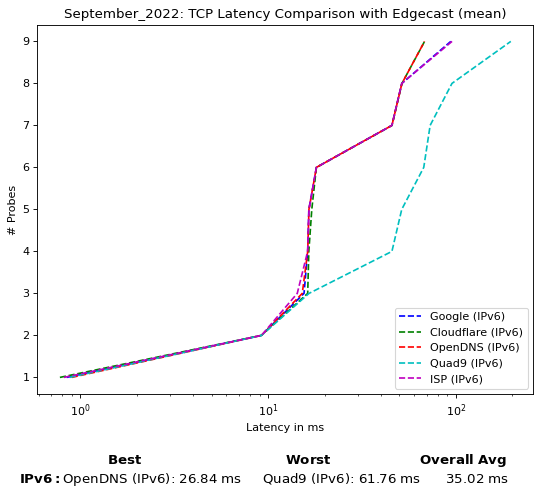 September_2022: TCP Latency Comparison with Edgecast (mean)
# Probes
9
8
7
6
5
4
3
2
1
Google (IPv6)
Cloudflare (IPv6)
OpenDNS (IPv6)
Quad9 (IPv6)
ISP (IPv6)
10⁰ 10¹ 10²
Latency in ms
Best Worst Overall Avg
IPv6: OpenDNS (IPv6): 26.84 ms Quad9 (IPv6): 61.76 ms 35.02 ms